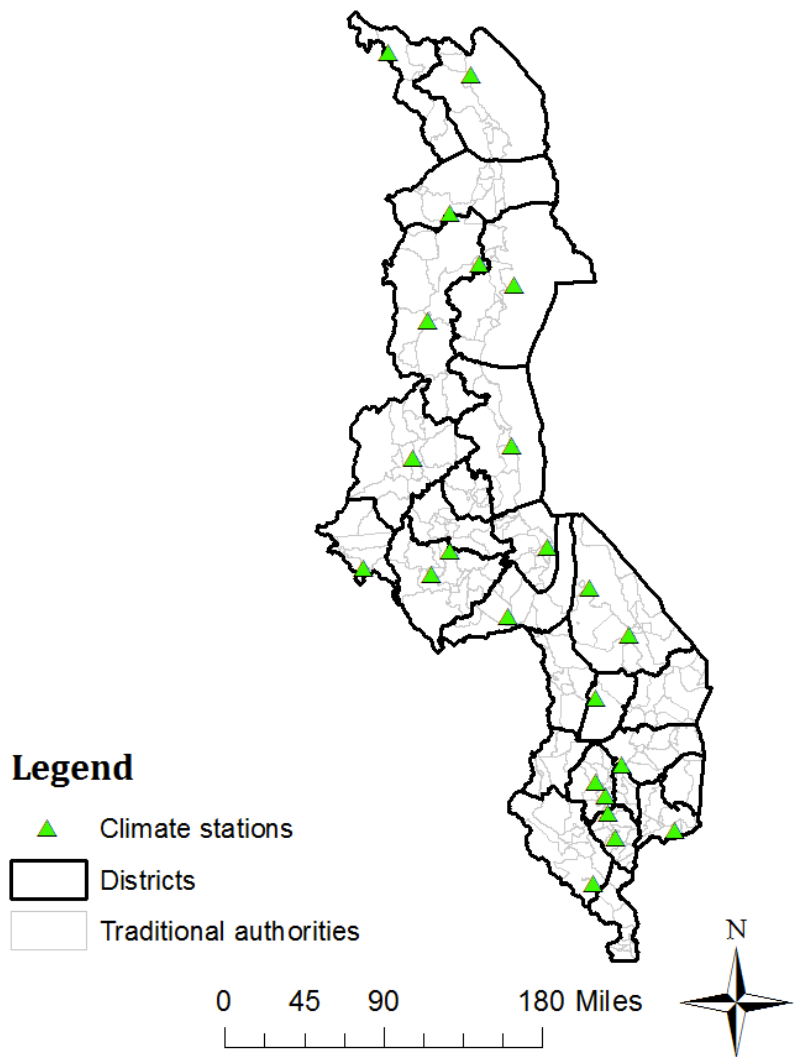 Legend
Climate stations
Districts
Traditional authorities
N
0 45 90 180 Miles